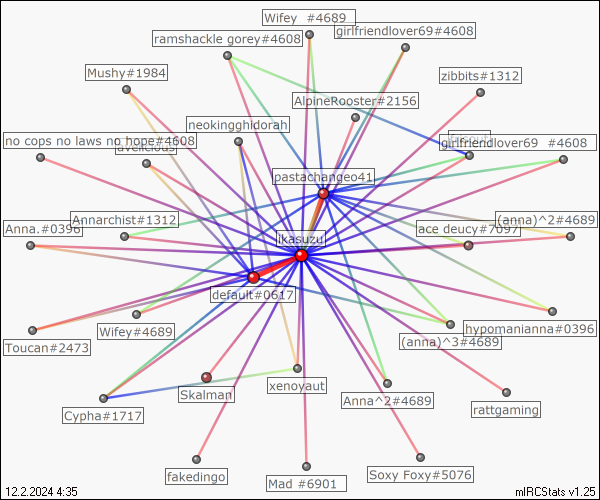 Wifey  #4689
girlfriendlover69#4608
ramshackle gorey#4608
Mushy#1984
zibbits#1312
AlpineRooster#2156
neokingghidorah
no cops no laws no hope#4608
girlfriendlover69  #4608
avelicious
pastachangeo41
Annarchist#1312
(anna)^2#4689
Anna.#0396
ace deucy#7097
ikasuzu
default#0617
Wifey#4689
hypomanianna#0396
(anna)^3#4689
Toucan#2473
xenoyaut
Skalman
Anna^2#4689
rattgaming
Cypha#1717
fakedingo
Soxy Foxy#5076
Mad #6901
12.2.2024 4:35
mIRCStats v1.25